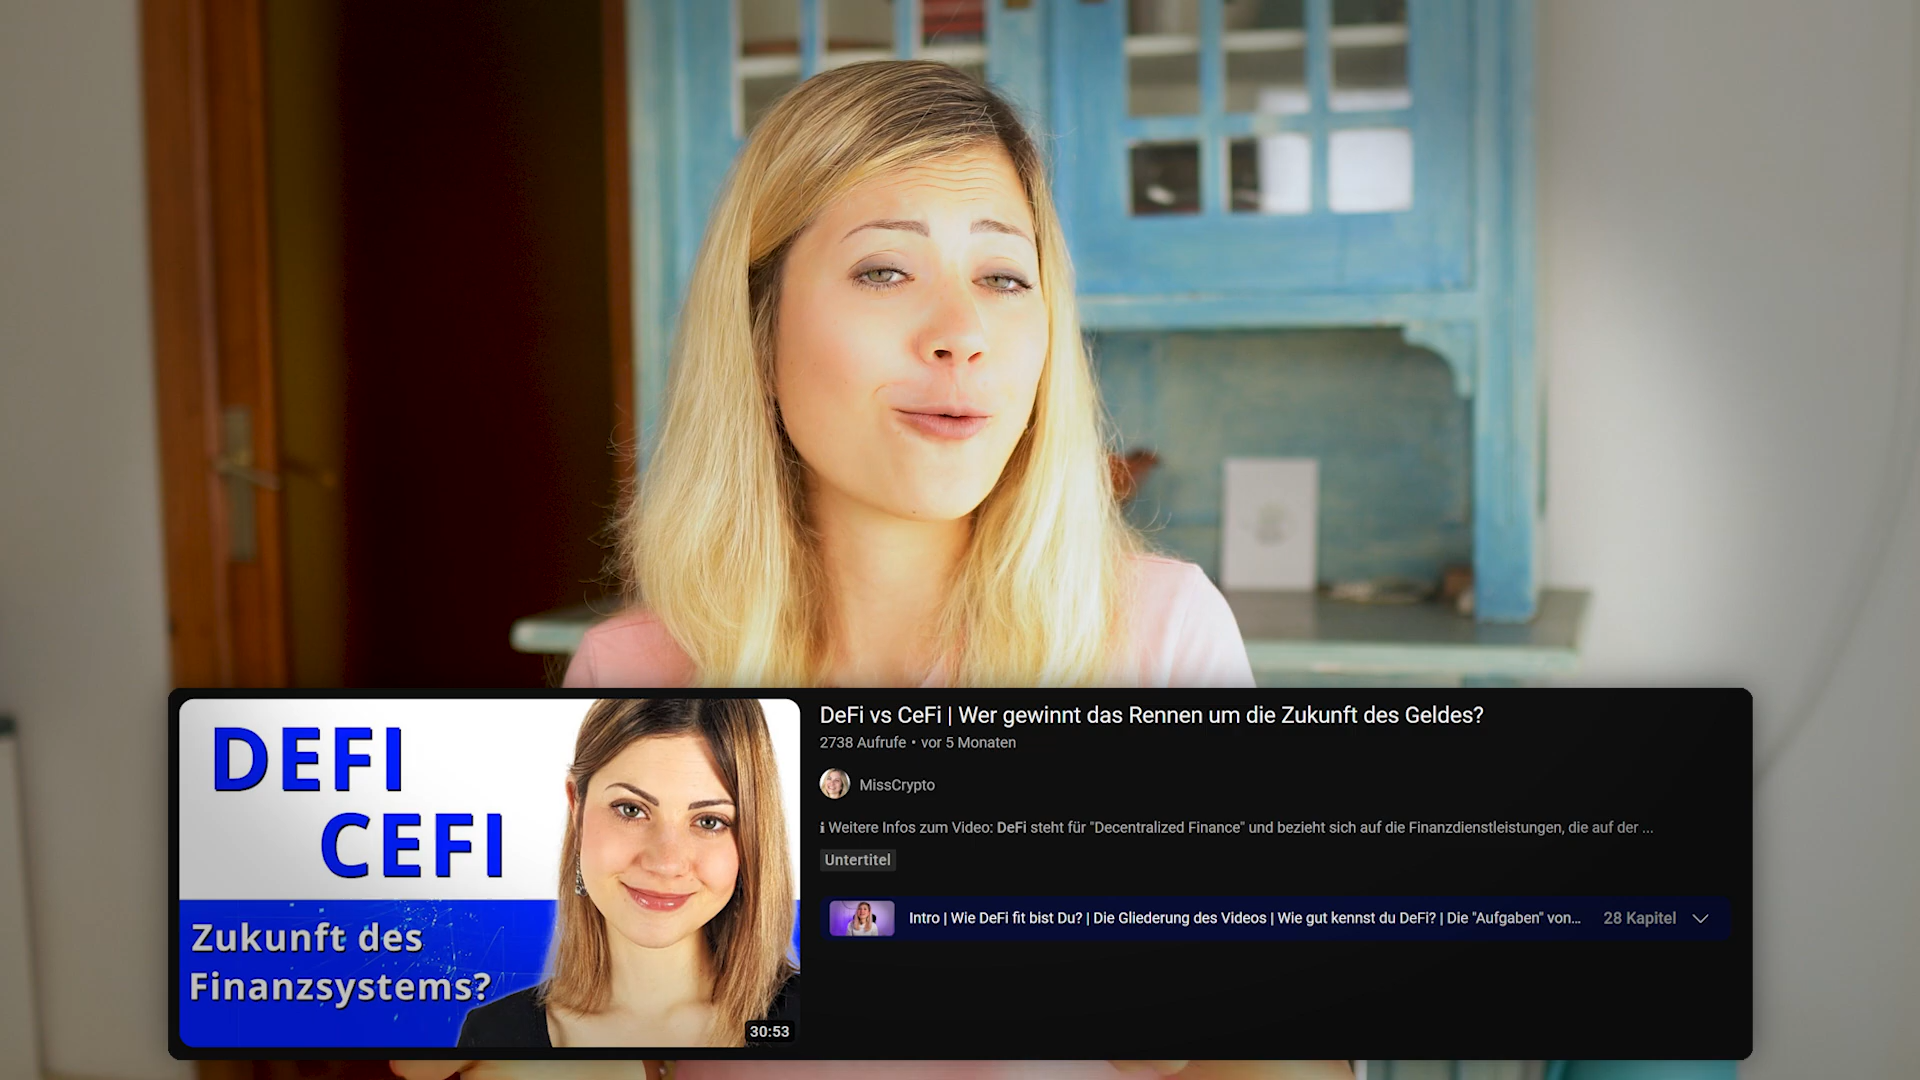 DEFI
CEFI
Zukunft des
Finanzsystems?
30:53
DeFi vs CeFi | Wer gewinnt das Rennen um die Zukunft des Geldes?
2738 Aufrufe • vor 5 Monaten
MissCrypto
ℹ Weitere Infos zum Video: DeFi steht für "Decentralized Finance" und bezieht sich auf die Finanzdienstleistungen, die auf der ...
Untertitel
Intro | Wie DeFi fit bist Du? | Die Gliederung des Videos | Wie gut kennst du DeFi? | Die "Aufgaben" von... 28 Kapitel